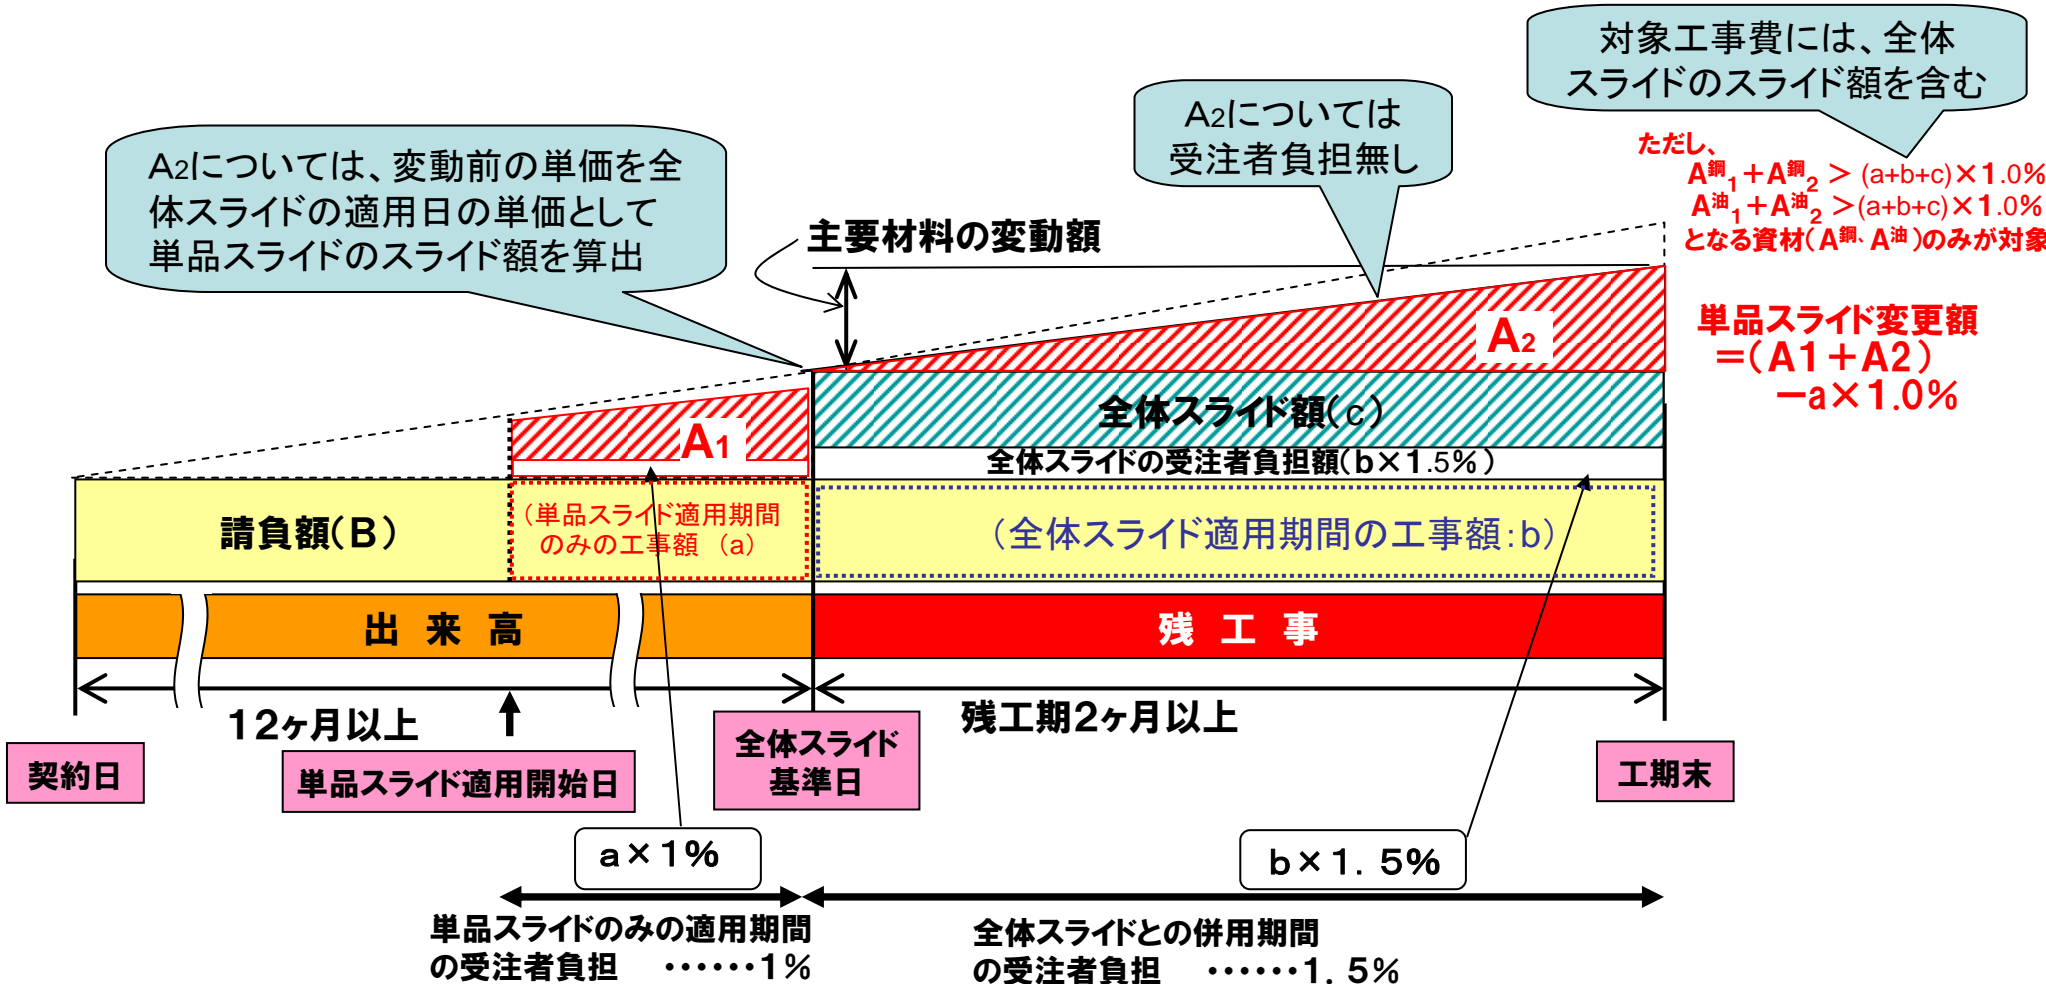 対象工事費には、全体
スライドのスライド額を含む
A2については
受注者負担無し
A2については、変動前の単価を全
体スライドの適用日の単価として
単品スライドのスライド額を算出
ただし、
A鋼1+A鋼2 > (a+b+c)×1.0%
A油1+A油2 >(a+b+c)×1.0%
となる資材(A鋼、A油)のみが対象
主要材料の変動額
単品スライド変更額
=(A1+A2)
-a×1.0%
A2
A1
全体スライド額(c)
全体スライドの受注者負担額(b×1.5%)
請負額(B)
(単品スライド適用期間
のみの工事額 (a)
(全体スライド適用期間の工事額:b)
出 来 高
残 工 事
12ヶ月以上
残工期2ヶ月以上
契約日
単品スライド適用開始日
全体スライド
基準日
工期末
a×1%
b×1.5%
単品スライドのみの適用期間
の受注者負担 ・・・・・・1%
全体スライドとの併用期間
の受注者負担 ・・・・・・1.5%